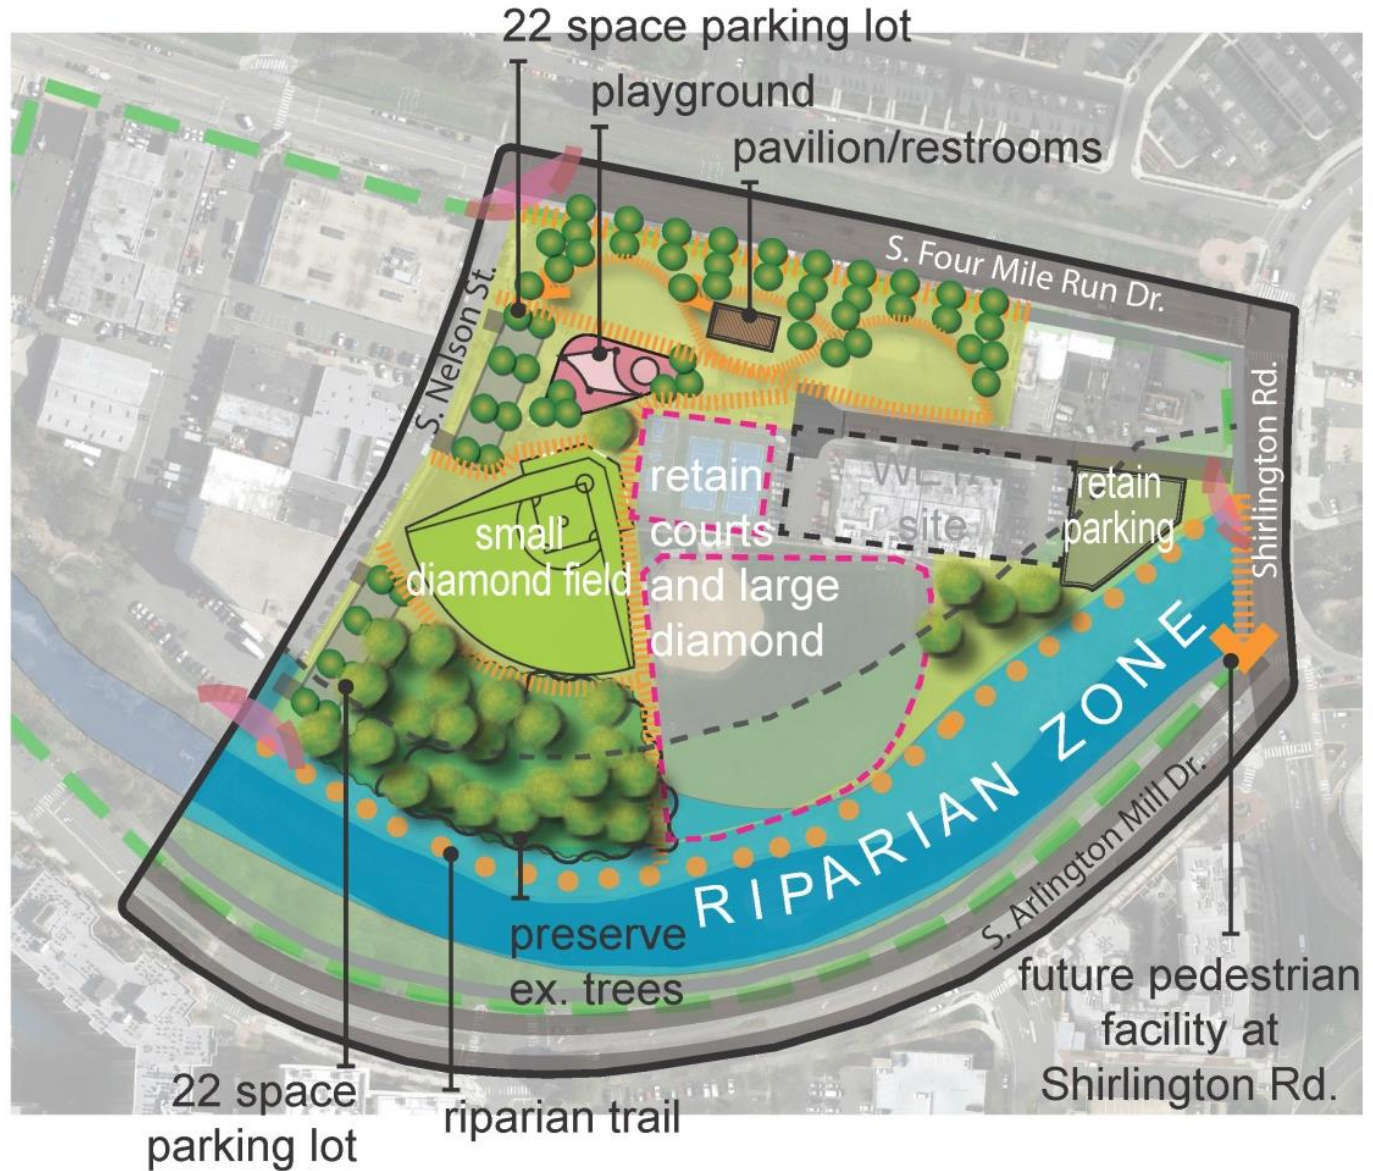 22 space parking lot
playground
pavilion/restrooms
S. Four Mile Run Dr.
S. Nelson St.
Shirlington Rd.
retain
courts
and large
diamond
WETA
site
retain
parking
small
diamond field
RIPARIAN ZONE
S. Arlington Mill Dr.
preserve
ex. trees
future pedestrian
facility at
Shirlington Rd.
22 space
parking lot
riparian trail